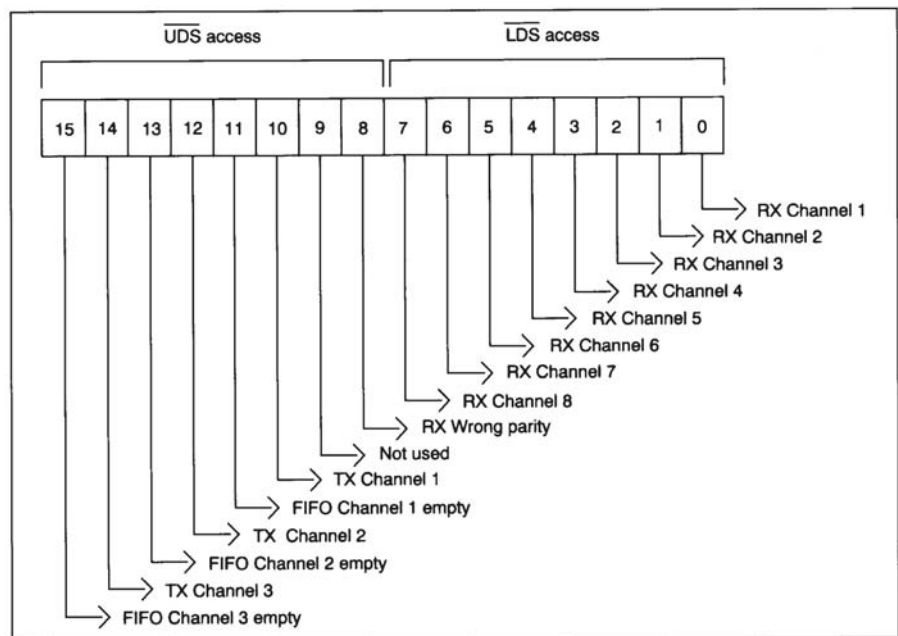 UDS access LDS access
15 14 13 12 11 10 9 8 7 6 5 4 3 2 1 0
RX Channel 1
RX Channel 2
RX Channel 3
RX Channel 4
RX Channel 5
RX Channel 6
RX Channel 7
RX Channel 8
RX Wrong parity
Not used
TX Channel 1
FIFO Channel 1 empty
TX Channel 2
FIFO Channel 2 empty
TX Channel 3
FIFO Channel 3 empty